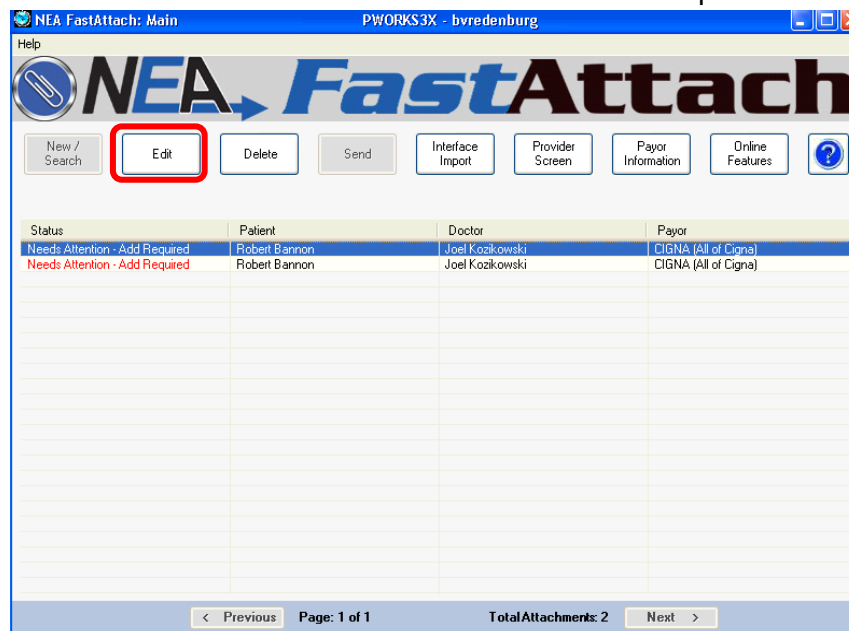 NEA FastAttach: Main PWORKS3X - bvredenburg
Help
NEA FastAttach
New / Search Edit Delete Send Interface Import Provider Screen Payor Information Online Features ?
Status Patient Doctor Payor
Needs Attention - Add Required Robert Bannon Joel Kozikowski CIGNA (All of Cigna)
Needs Attention - Add Required Robert Bannon Joel Kozikowski CIGNA (All of Cigna)
< Previous Page: 1 of 1 Total Attachments: 2 Next >